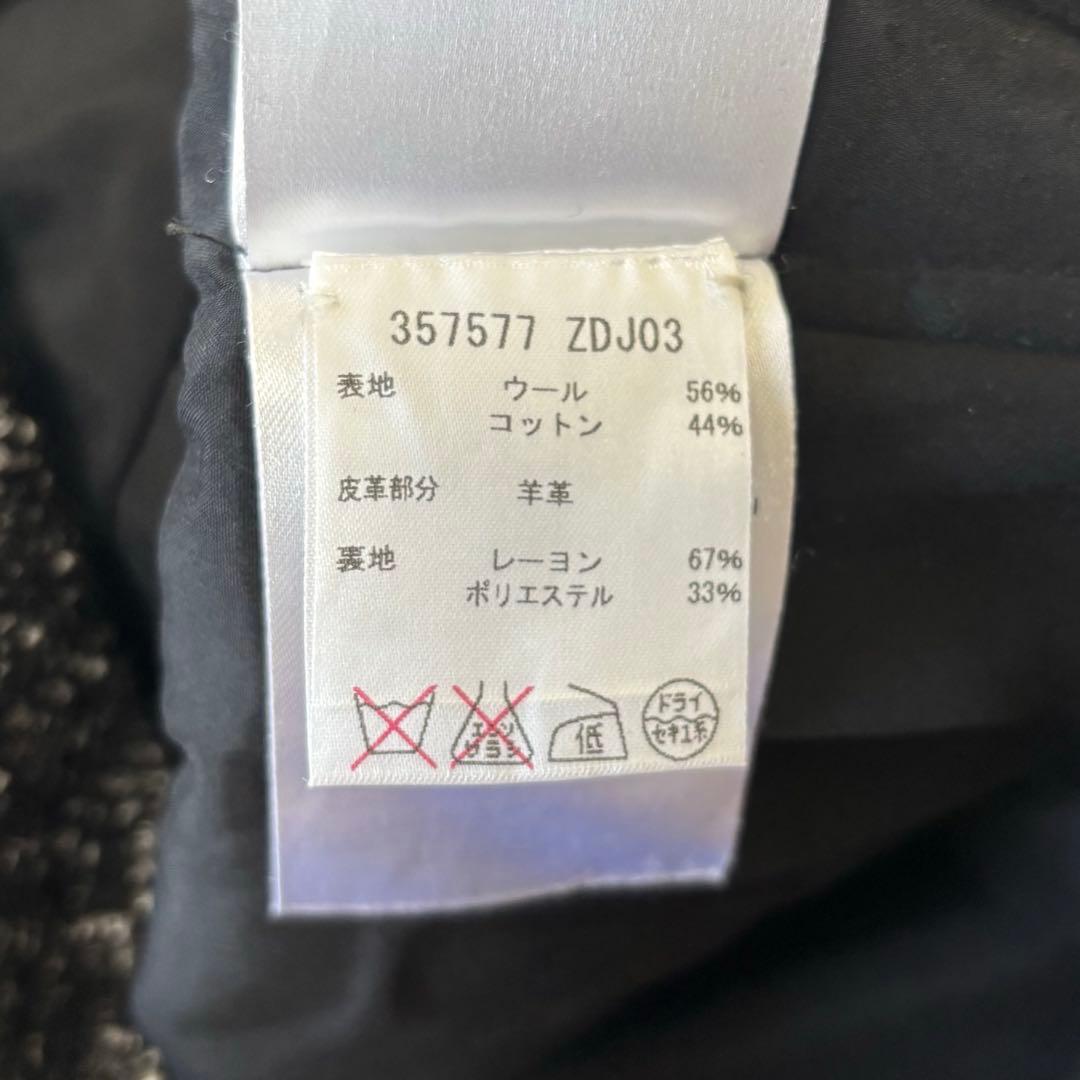 357577 ZDJ03
表地 ウール 56%
コットン 44%
皮革部分 羊革
裏地 レーヨン 67%
ポリエステル 33%
エンソ
サラシ
低
ドライ
セキユ系